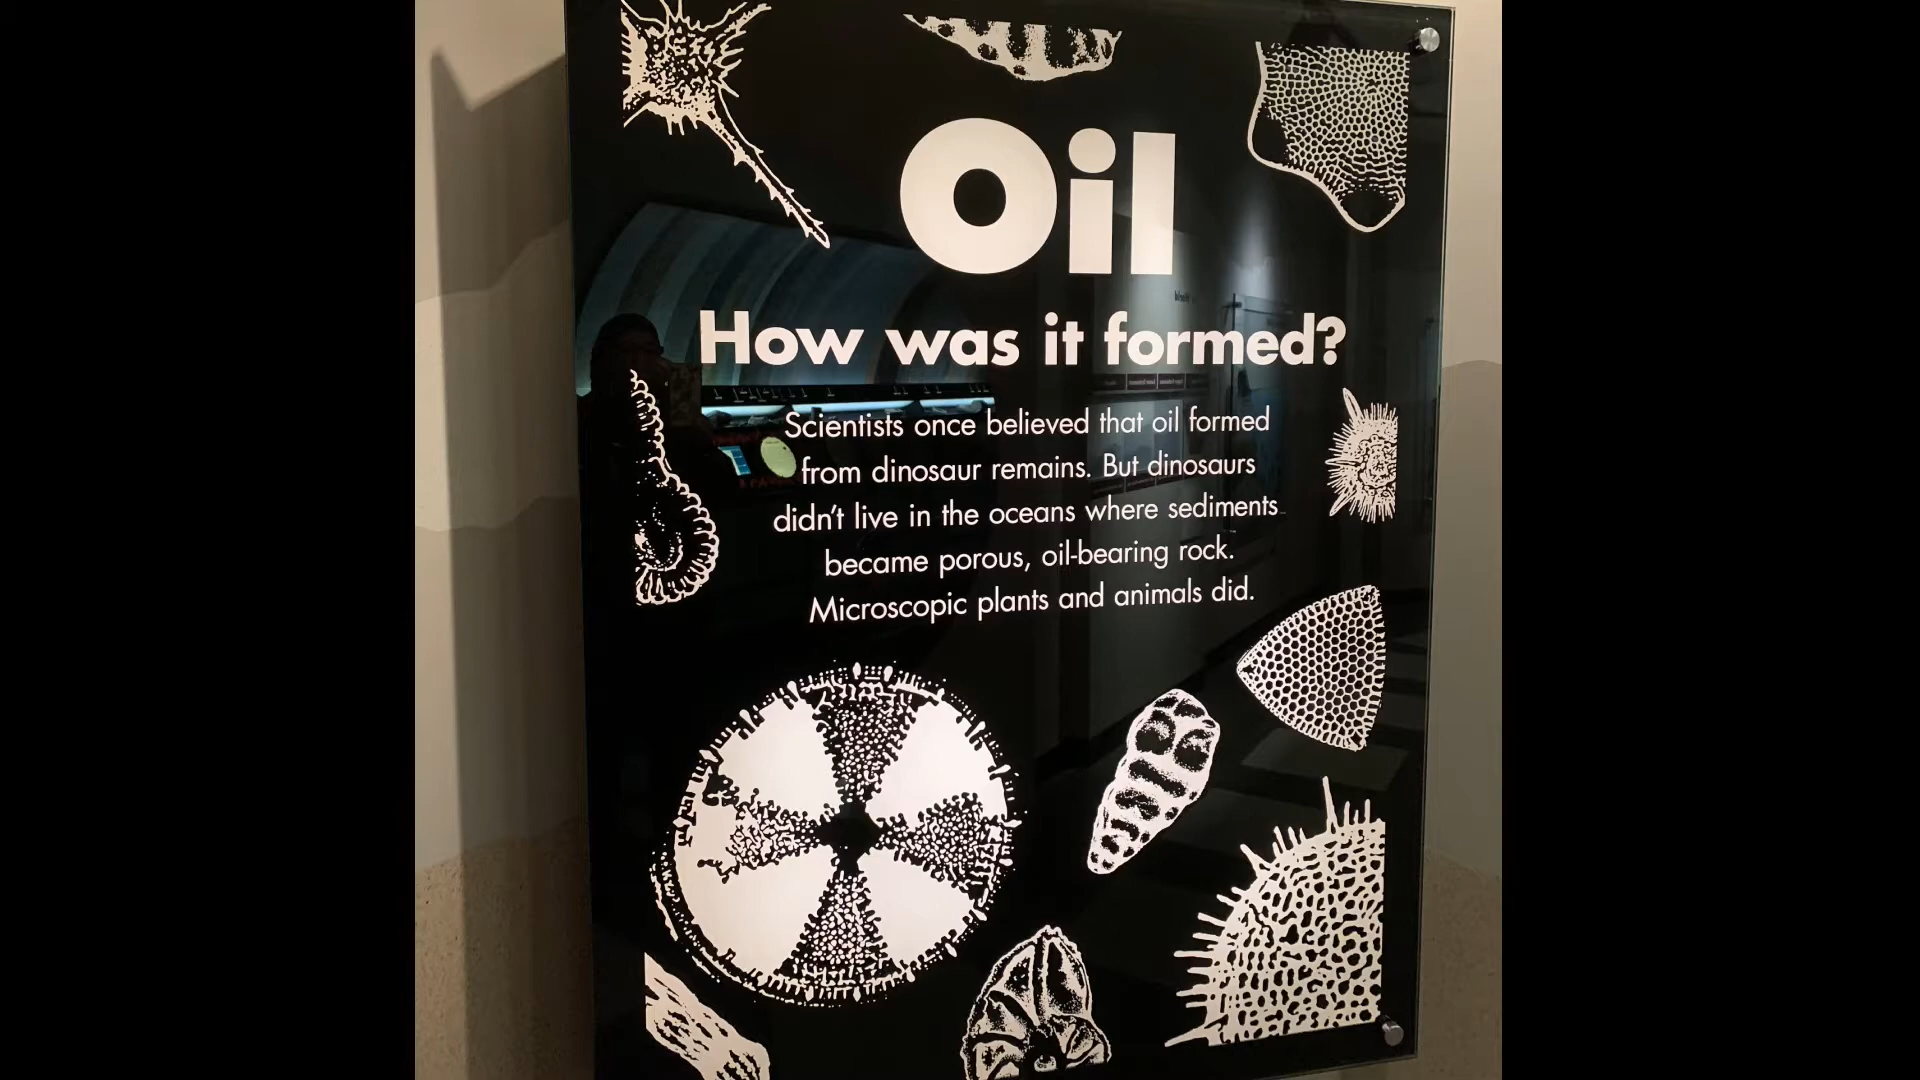 Oil
How was it formed?
Scientists once believed that oil formed
from dinosaur remains. But dinosaurs
didn't live in the oceans where sediments
became porous, oil-bearing rock.
Microscopic plants and animals did.